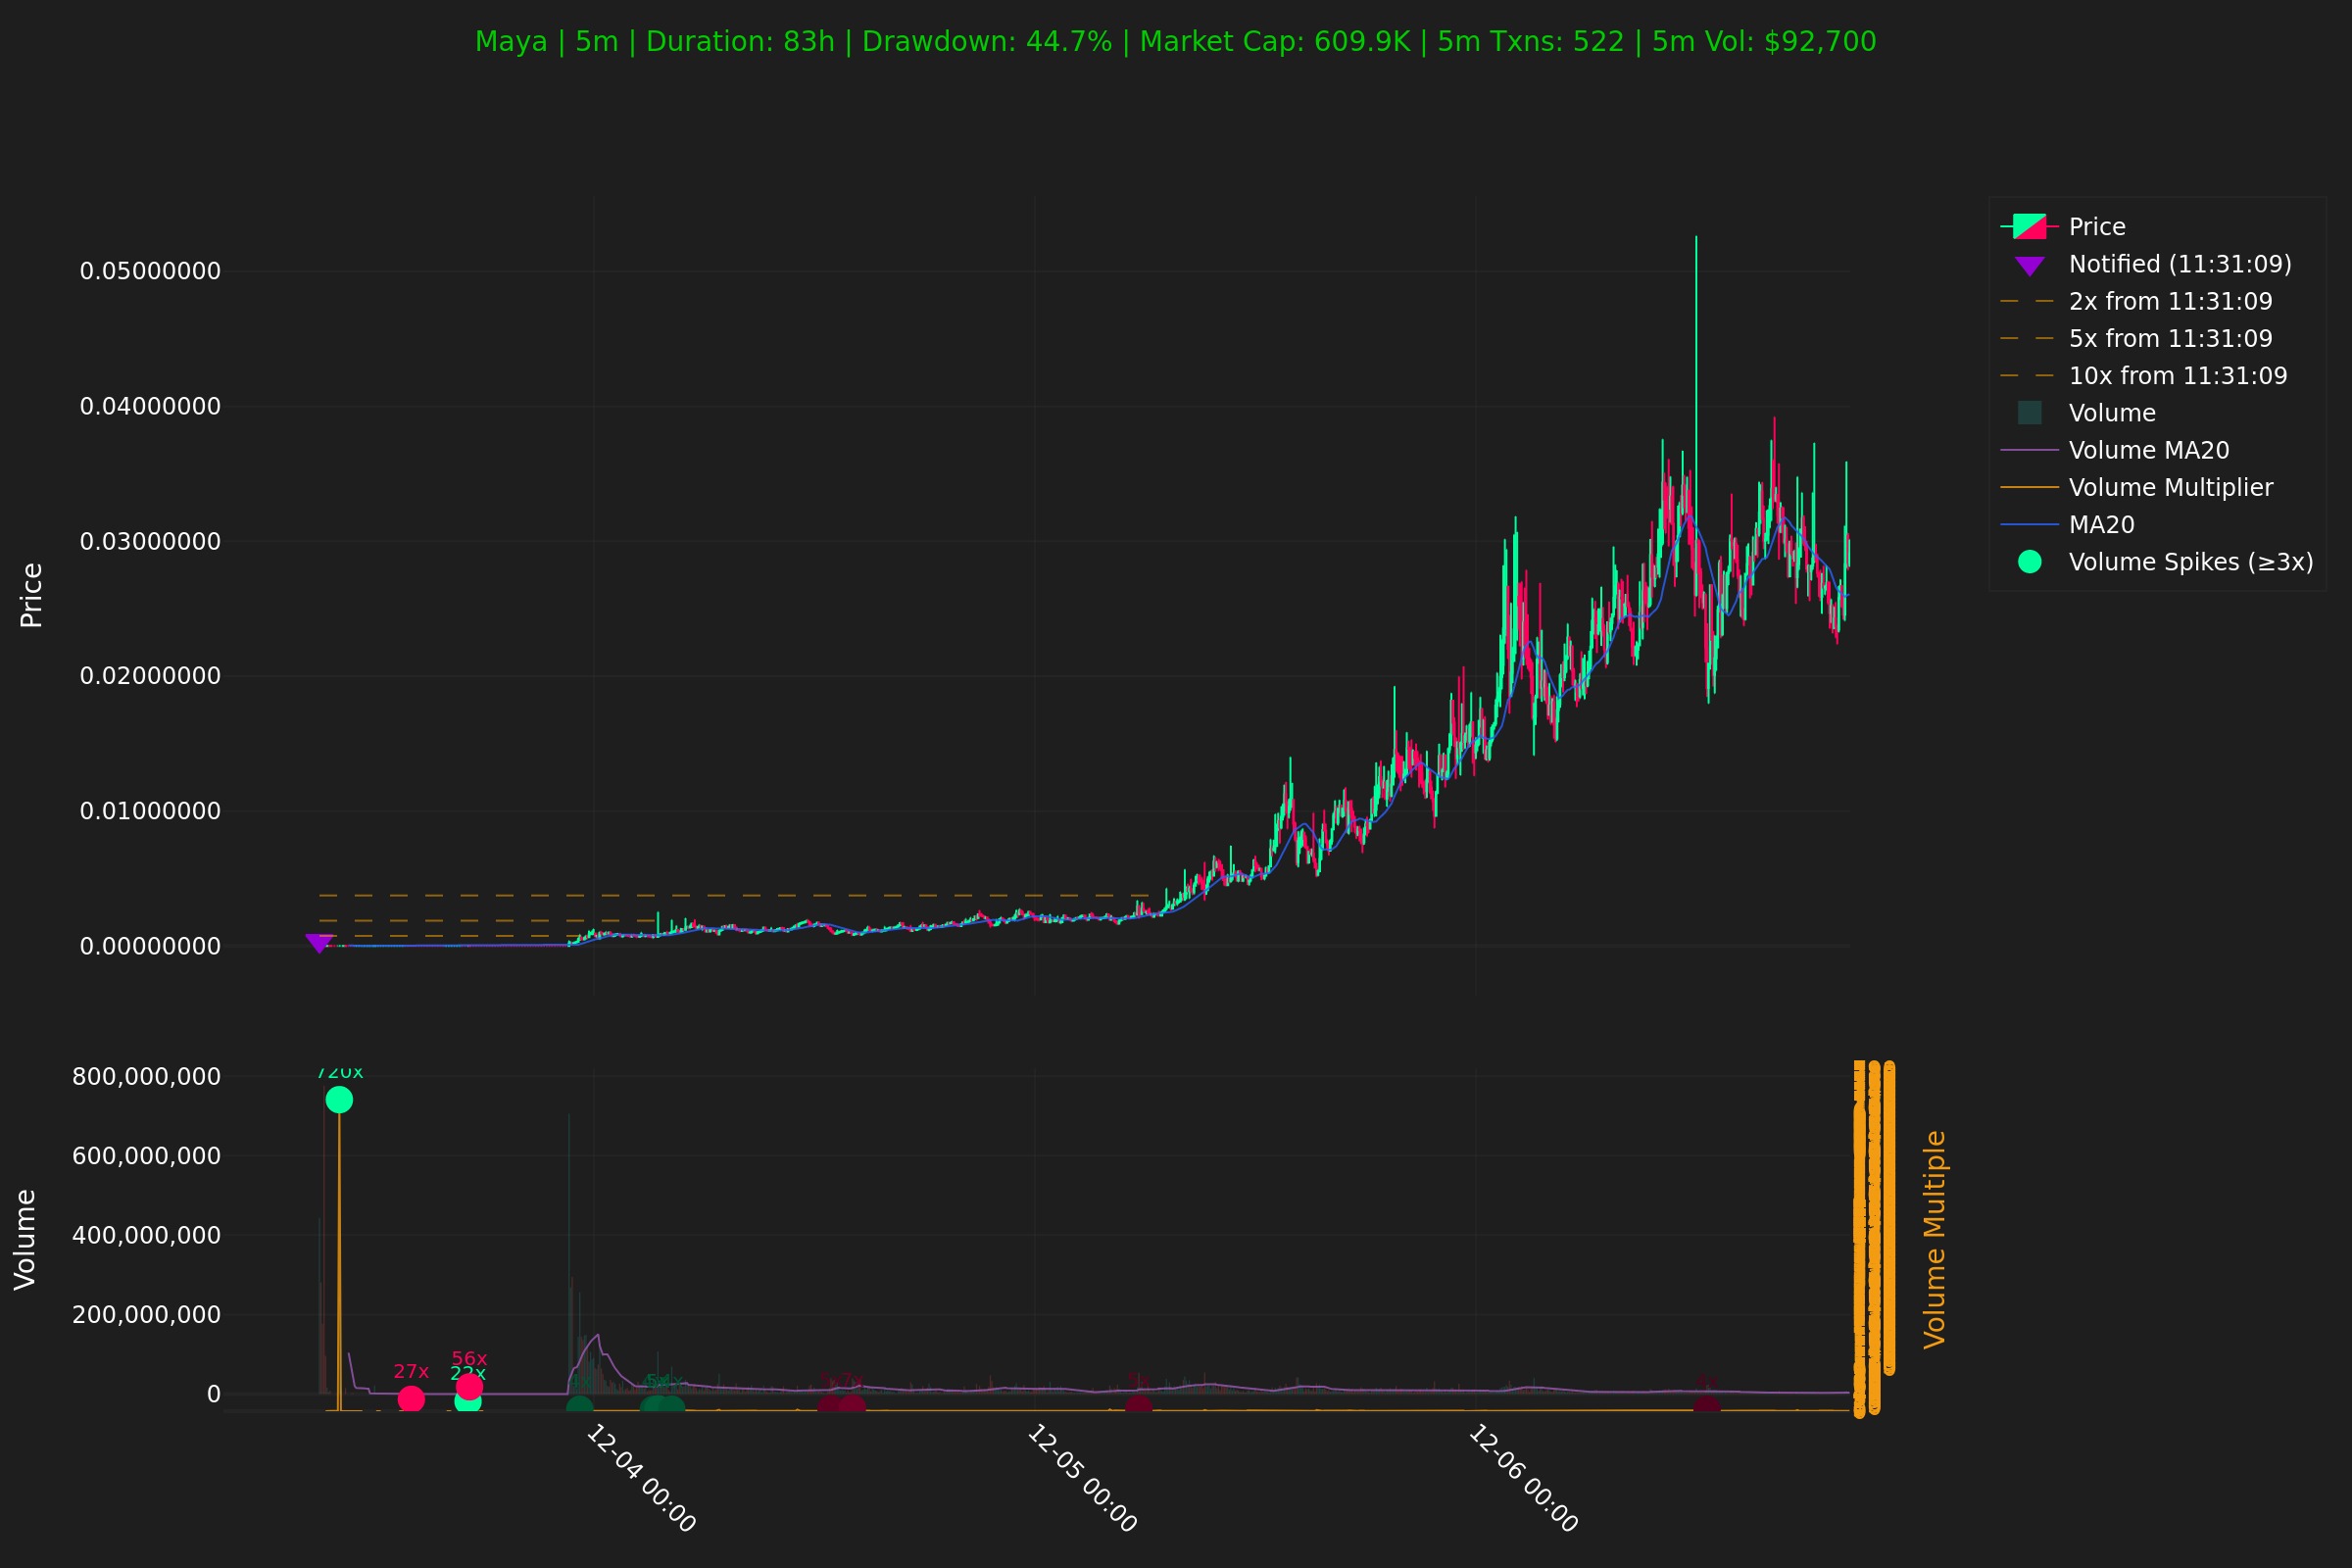 Maya | 5m | Duration: 83h | Drawdown: 44.7% | Market Cap: 609.9K | 5m Txns: 522 | 5m Vol: $92,700
Price
0.05000000
0.04000000
0.03000000
0.02000000
0.01000000
0.00000000
Price
Notified (11:31:09)
2x from 11:31:09
5x from 11:31:09
10x from 11:31:09
Volume
Volume MA20
Volume Multiplier
MA20
Volume Spikes (≥3x)
Volume
800,000,000
600,000,000
400,000,000
200,000,000
0
720x
27x
56x
22x
Volume Multiple
12-04 00:00
12-05 00:00
12-06 00:00